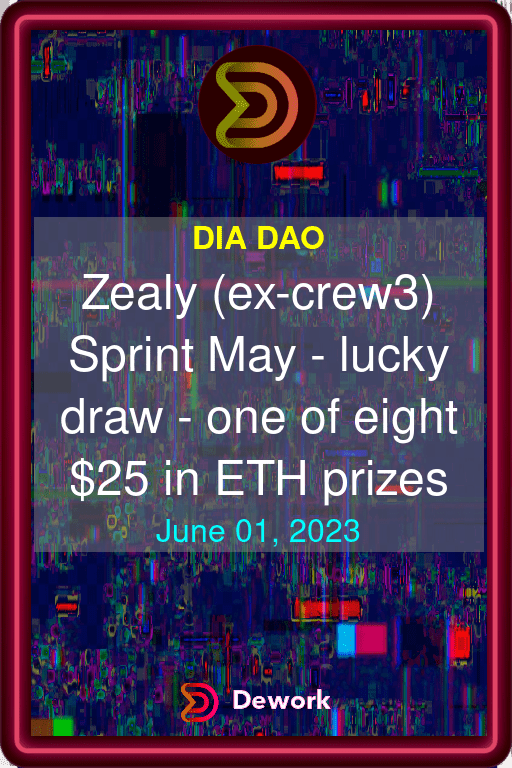 DIA DAO
Zealy (ex-crew3)
Sprint May - lucky
draw - one of eight
$25 in ETH prizes
June 01, 2023
Dework